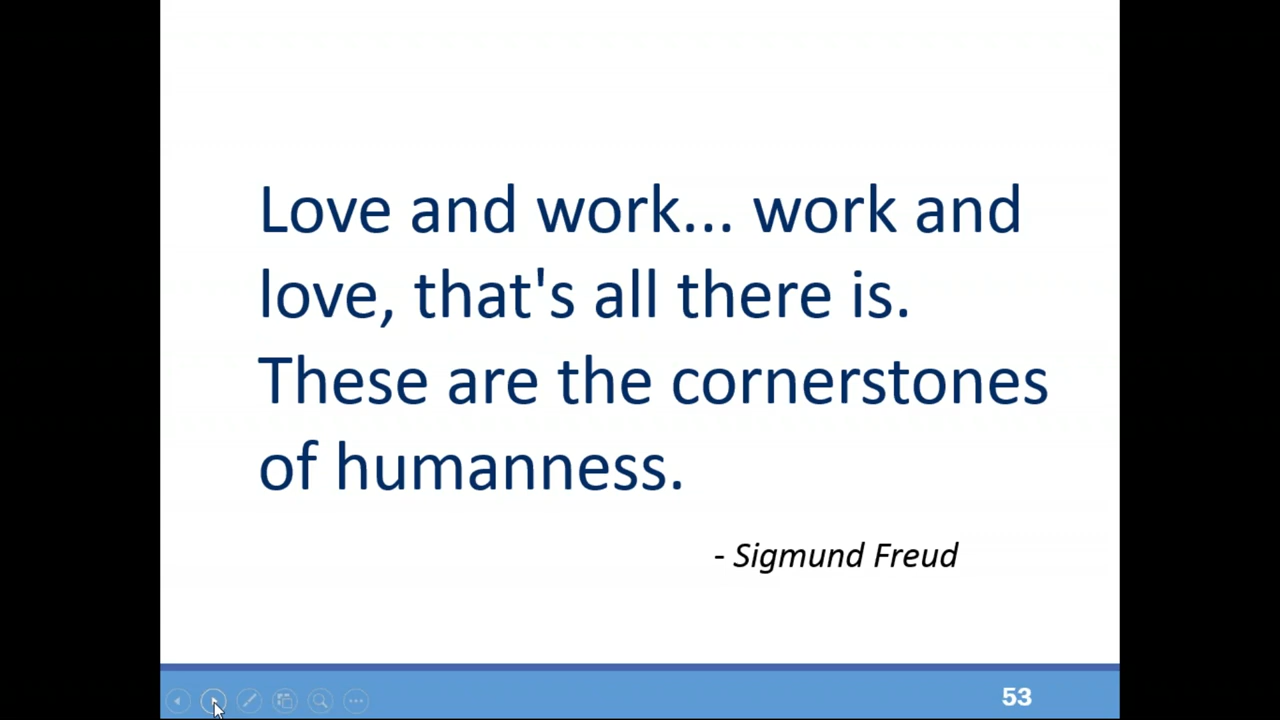 Love and work... work and
love, that's all there is.
These are the cornerstones
of humanness.
- Sigmund Freud
53